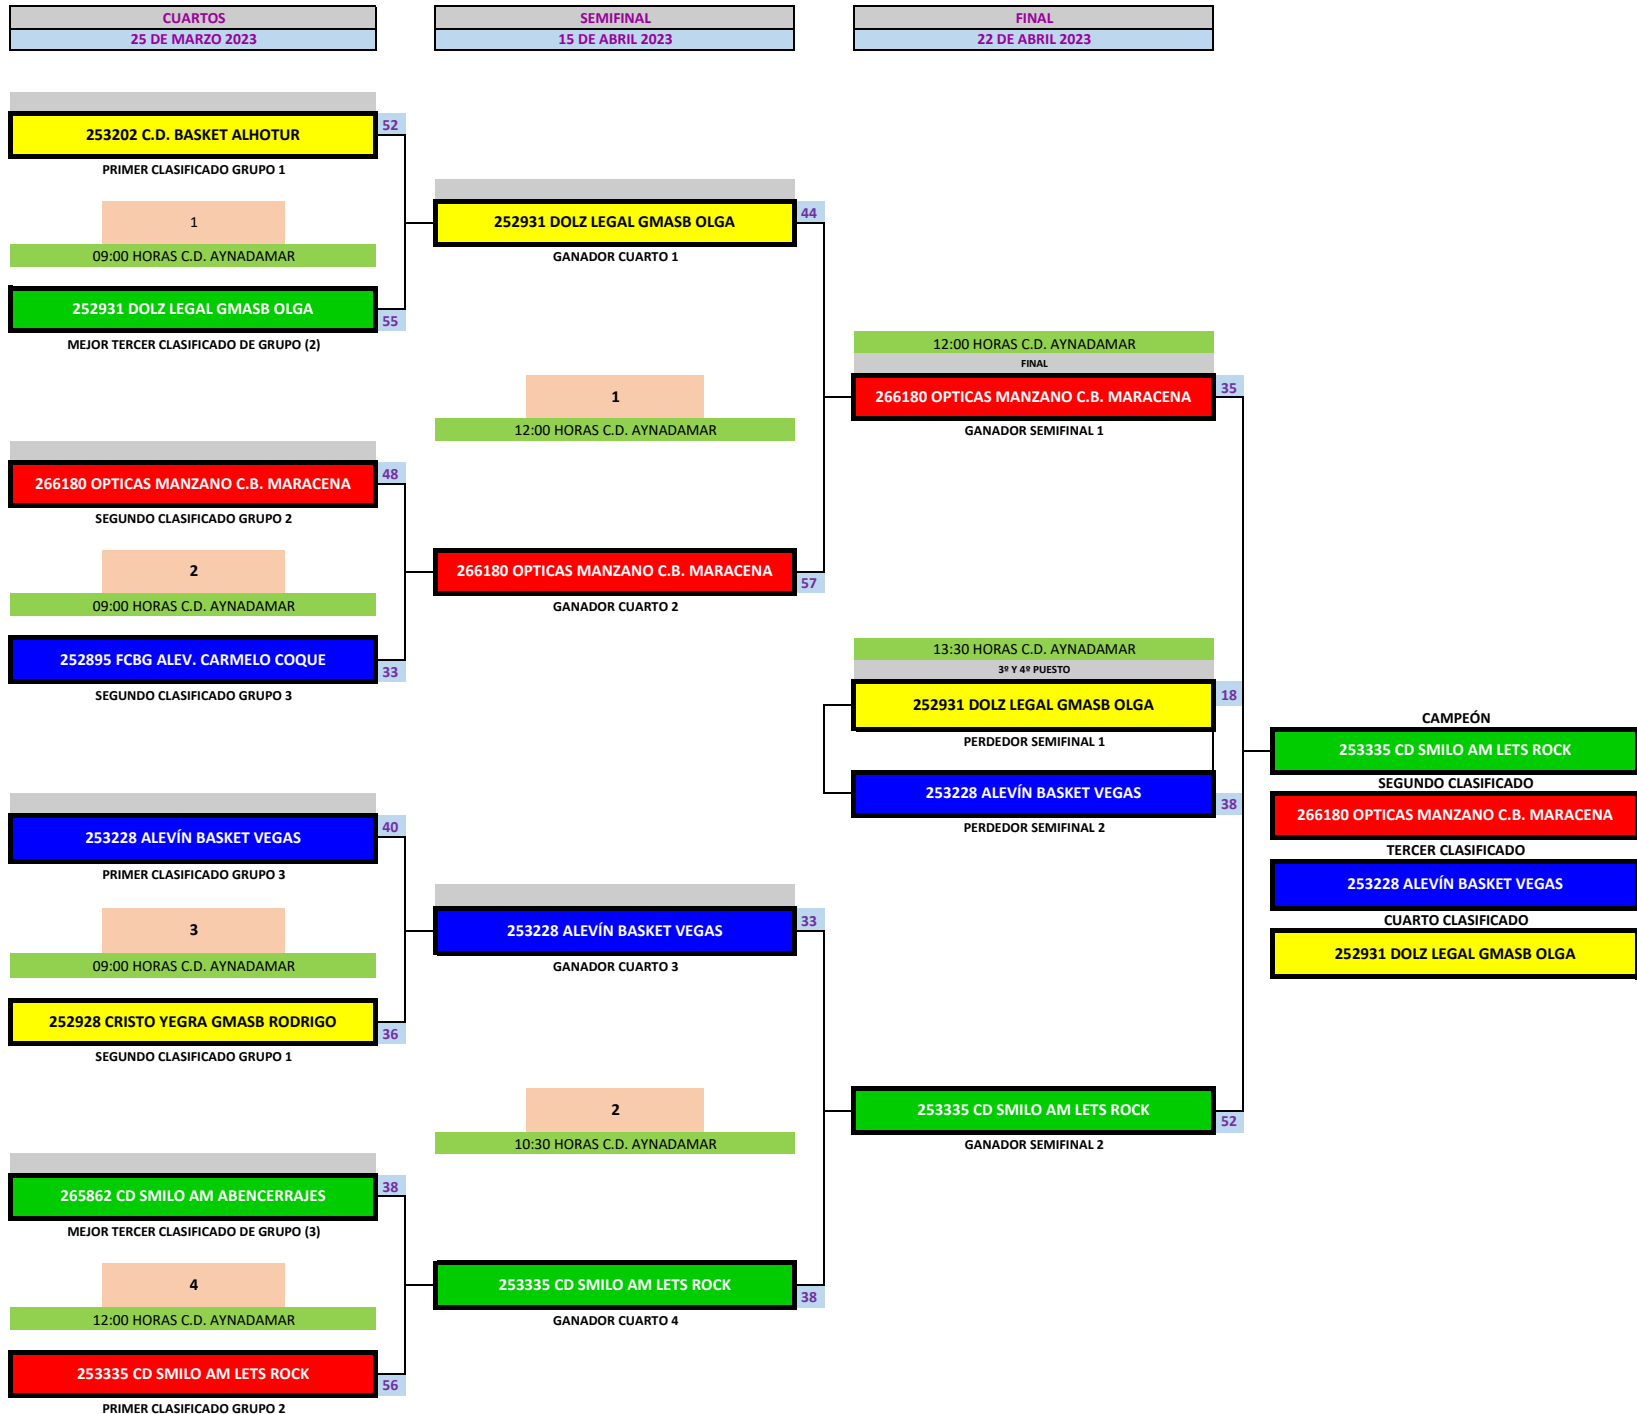 CUARTOS
25 DE MARZO 2023
SEMIFINAL
15 DE ABRIL 2023
FINAL
22 DE ABRIL 2023
253202 C.D. BASKET ALHOTUR
52
PRIMER CLASIFICADO GRUPO 1
1
09:00 HORAS C.D. AYNADAMAR
252931 DOLZ LEGAL GMASB OLGA
55
MEJOR TERCER CLASIFICADO DE GRUPO (2)
266180 OPTICAS MANZANO C.B. MARACENA
48
SEGUNDO CLASIFICADO GRUPO 2
2
09:00 HORAS C.D. AYNADAMAR
252895 FCBG ALEV. CARMELO COQUE
33
SEGUNDO CLASIFICADO GRUPO 3
253228 ALEVÍN BASKET VEGAS
40
PRIMER CLASIFICADO GRUPO 3
3
09:00 HORAS C.D. AYNADAMAR
252928 CRISTO YEGRA GMASB RODRIGO
36
SEGUNDO CLASIFICADO GRUPO 1
265862 CD SMILO AM ABENCERRAJES
38
MEJOR TERCER CLASIFICADO DE GRUPO (3)
4
12:00 HORAS C.D. AYNADAMAR
253335 CD SMILO AM LETS ROCK
56
PRIMER CLASIFICADO GRUPO 2
252931 DOLZ LEGAL GMASB OLGA
44
GANADOR CUARTO 1
1
12:00 HORAS C.D. AYNADAMAR
266180 OPTICAS MANZANO C.B. MARACENA
57
GANADOR CUARTO 2
253228 ALEVÍN BASKET VEGAS
33
GANADOR CUARTO 3
2
10:30 HORAS C.D. AYNADAMAR
253335 CD SMILO AM LETS ROCK
38
GANADOR CUARTO 4
12:00 HORAS C.D. AYNADAMAR
FINAL
266180 OPTICAS MANZANO C.B. MARACENA
35
GANADOR SEMIFINAL 1
13:30 HORAS C.D. AYNADAMAR
3º Y 4º PUESTO
252931 DOLZ LEGAL GMASB OLGA
18
PERDEDOR SEMIFINAL 1
253228 ALEVÍN BASKET VEGAS
38
PERDEDOR SEMIFINAL 2
253335 CD SMILO AM LETS ROCK
52
GANADOR SEMIFINAL 2
CAMPEÓN
253335 CD SMILO AM LETS ROCK
SEGUNDO CLASIFICADO
266180 OPTICAS MANZANO C.B. MARACENA
TERCER CLASIFICADO
253228 ALEVÍN BASKET VEGAS
CUARTO CLASIFICADO
252931 DOLZ LEGAL GMASB OLGA